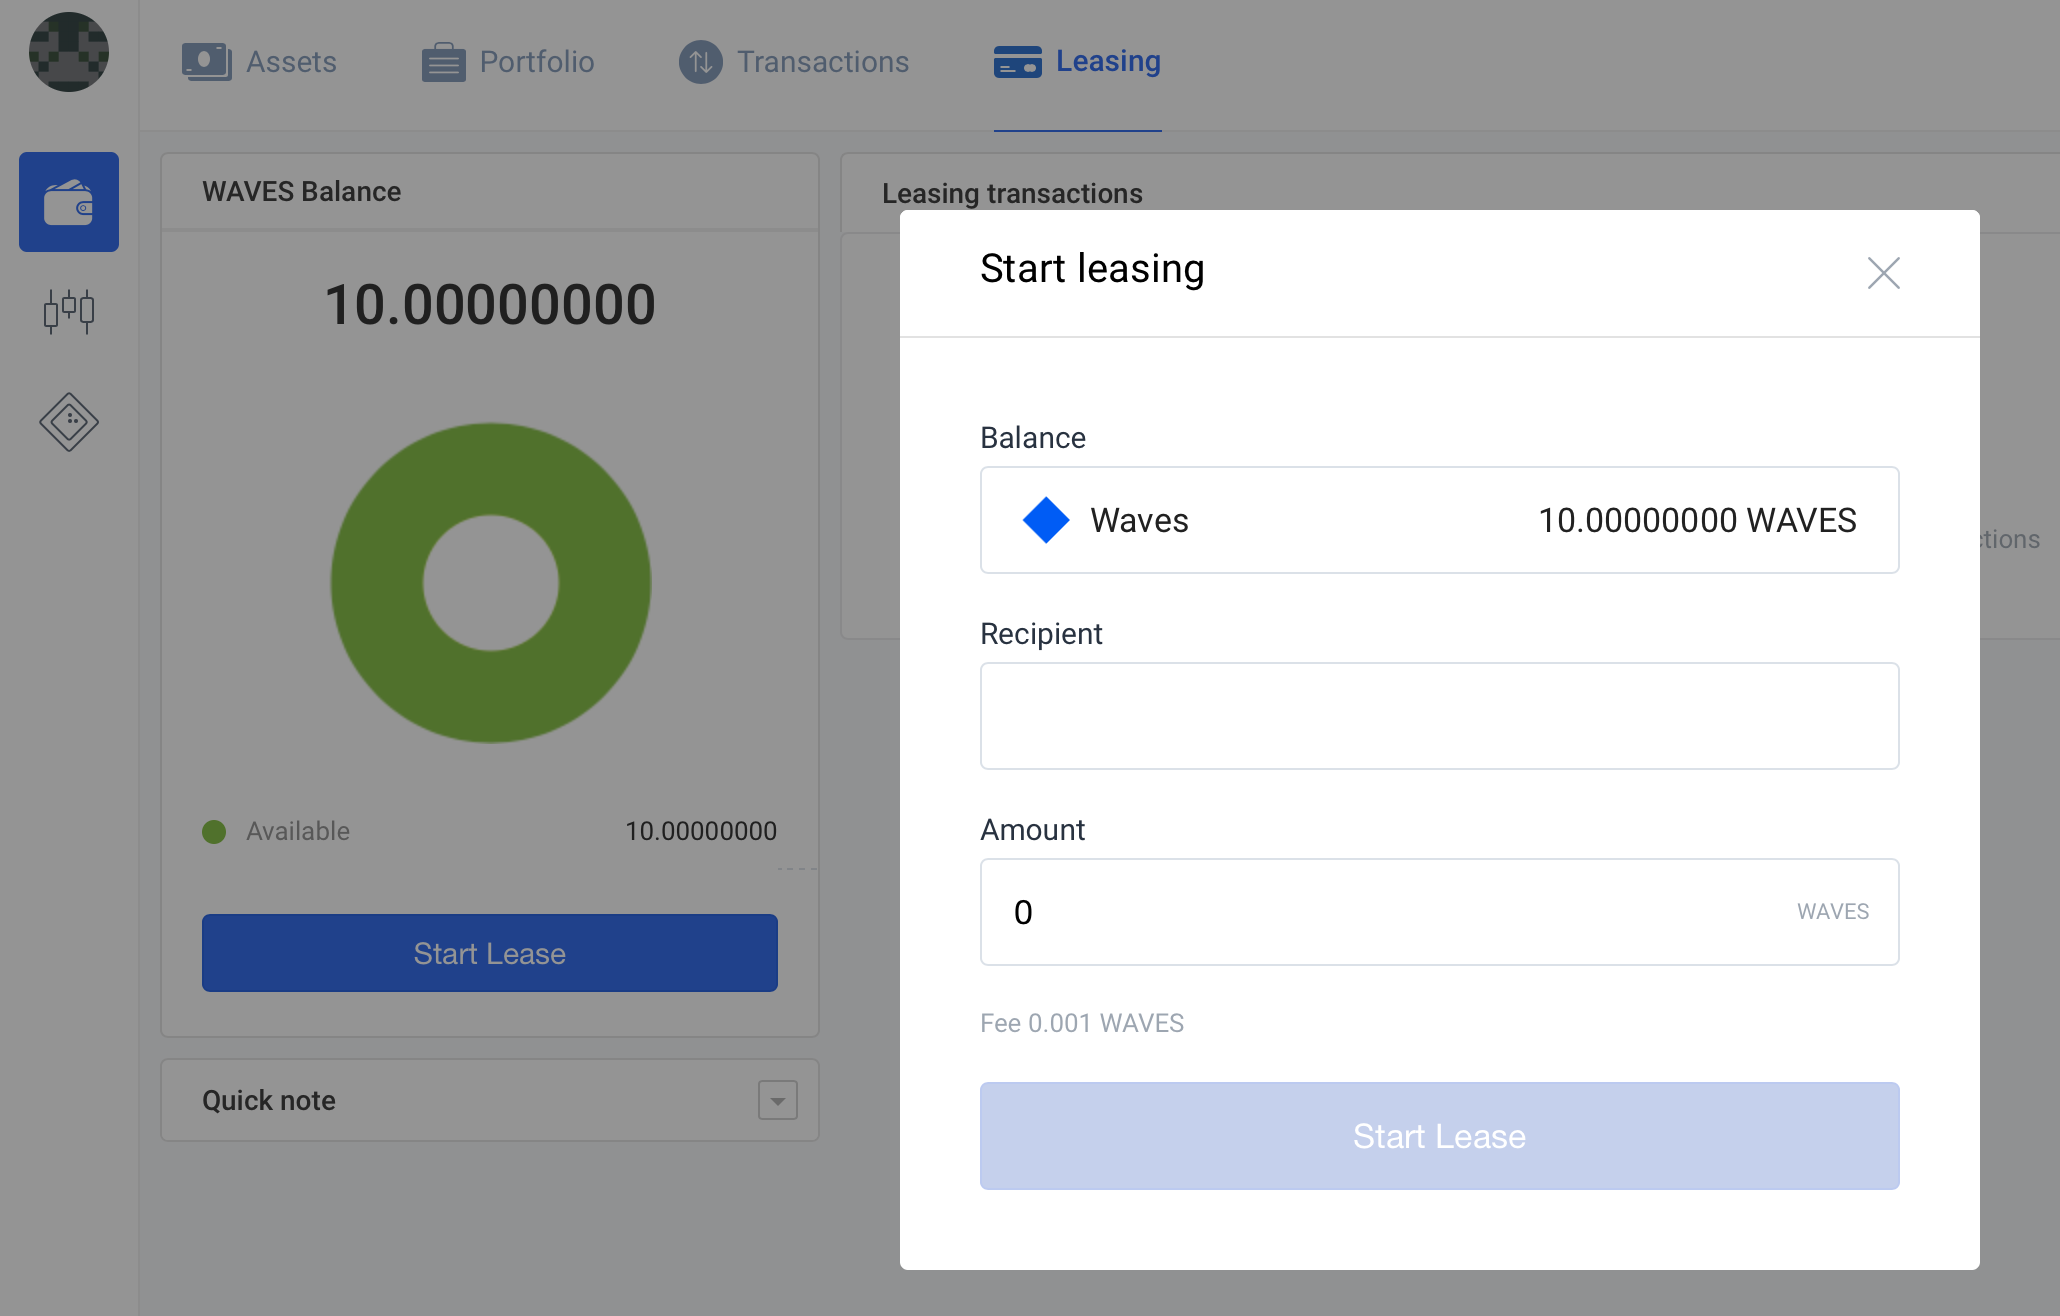 Assets
Portfolio
Transactions
Leasing
WAVES Balance
10.00000000
Available
10.00000000
Start Lease
Quick note
Leasing transactions
Start leasing
Balance
Waves
10.00000000 WAVES
Recipient
Amount
0
WAVES
Fee 0.001 WAVES
Start Lease